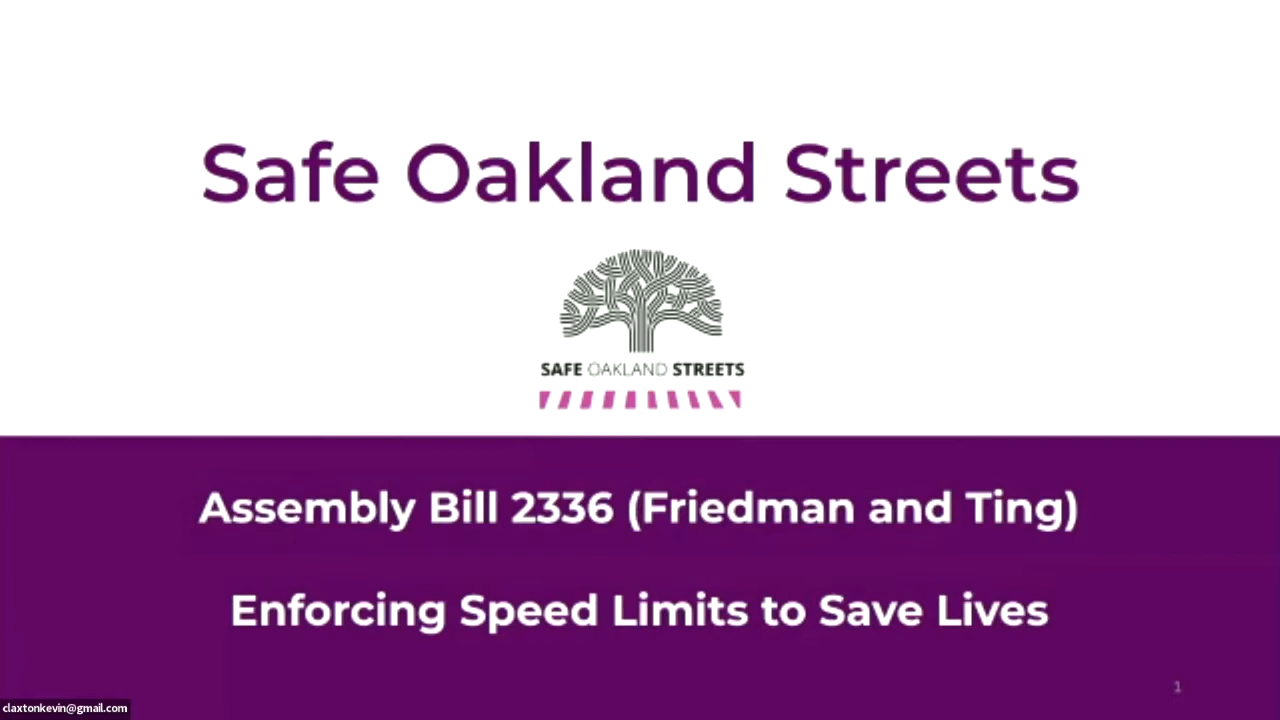 Safe Oakland Streets
SAFE OAKLAND STREETS
Assembly Bill 2336 (Friedman and Ting)
Enforcing Speed Limits to Save Lives
1
claxtonkevin@gmail.com